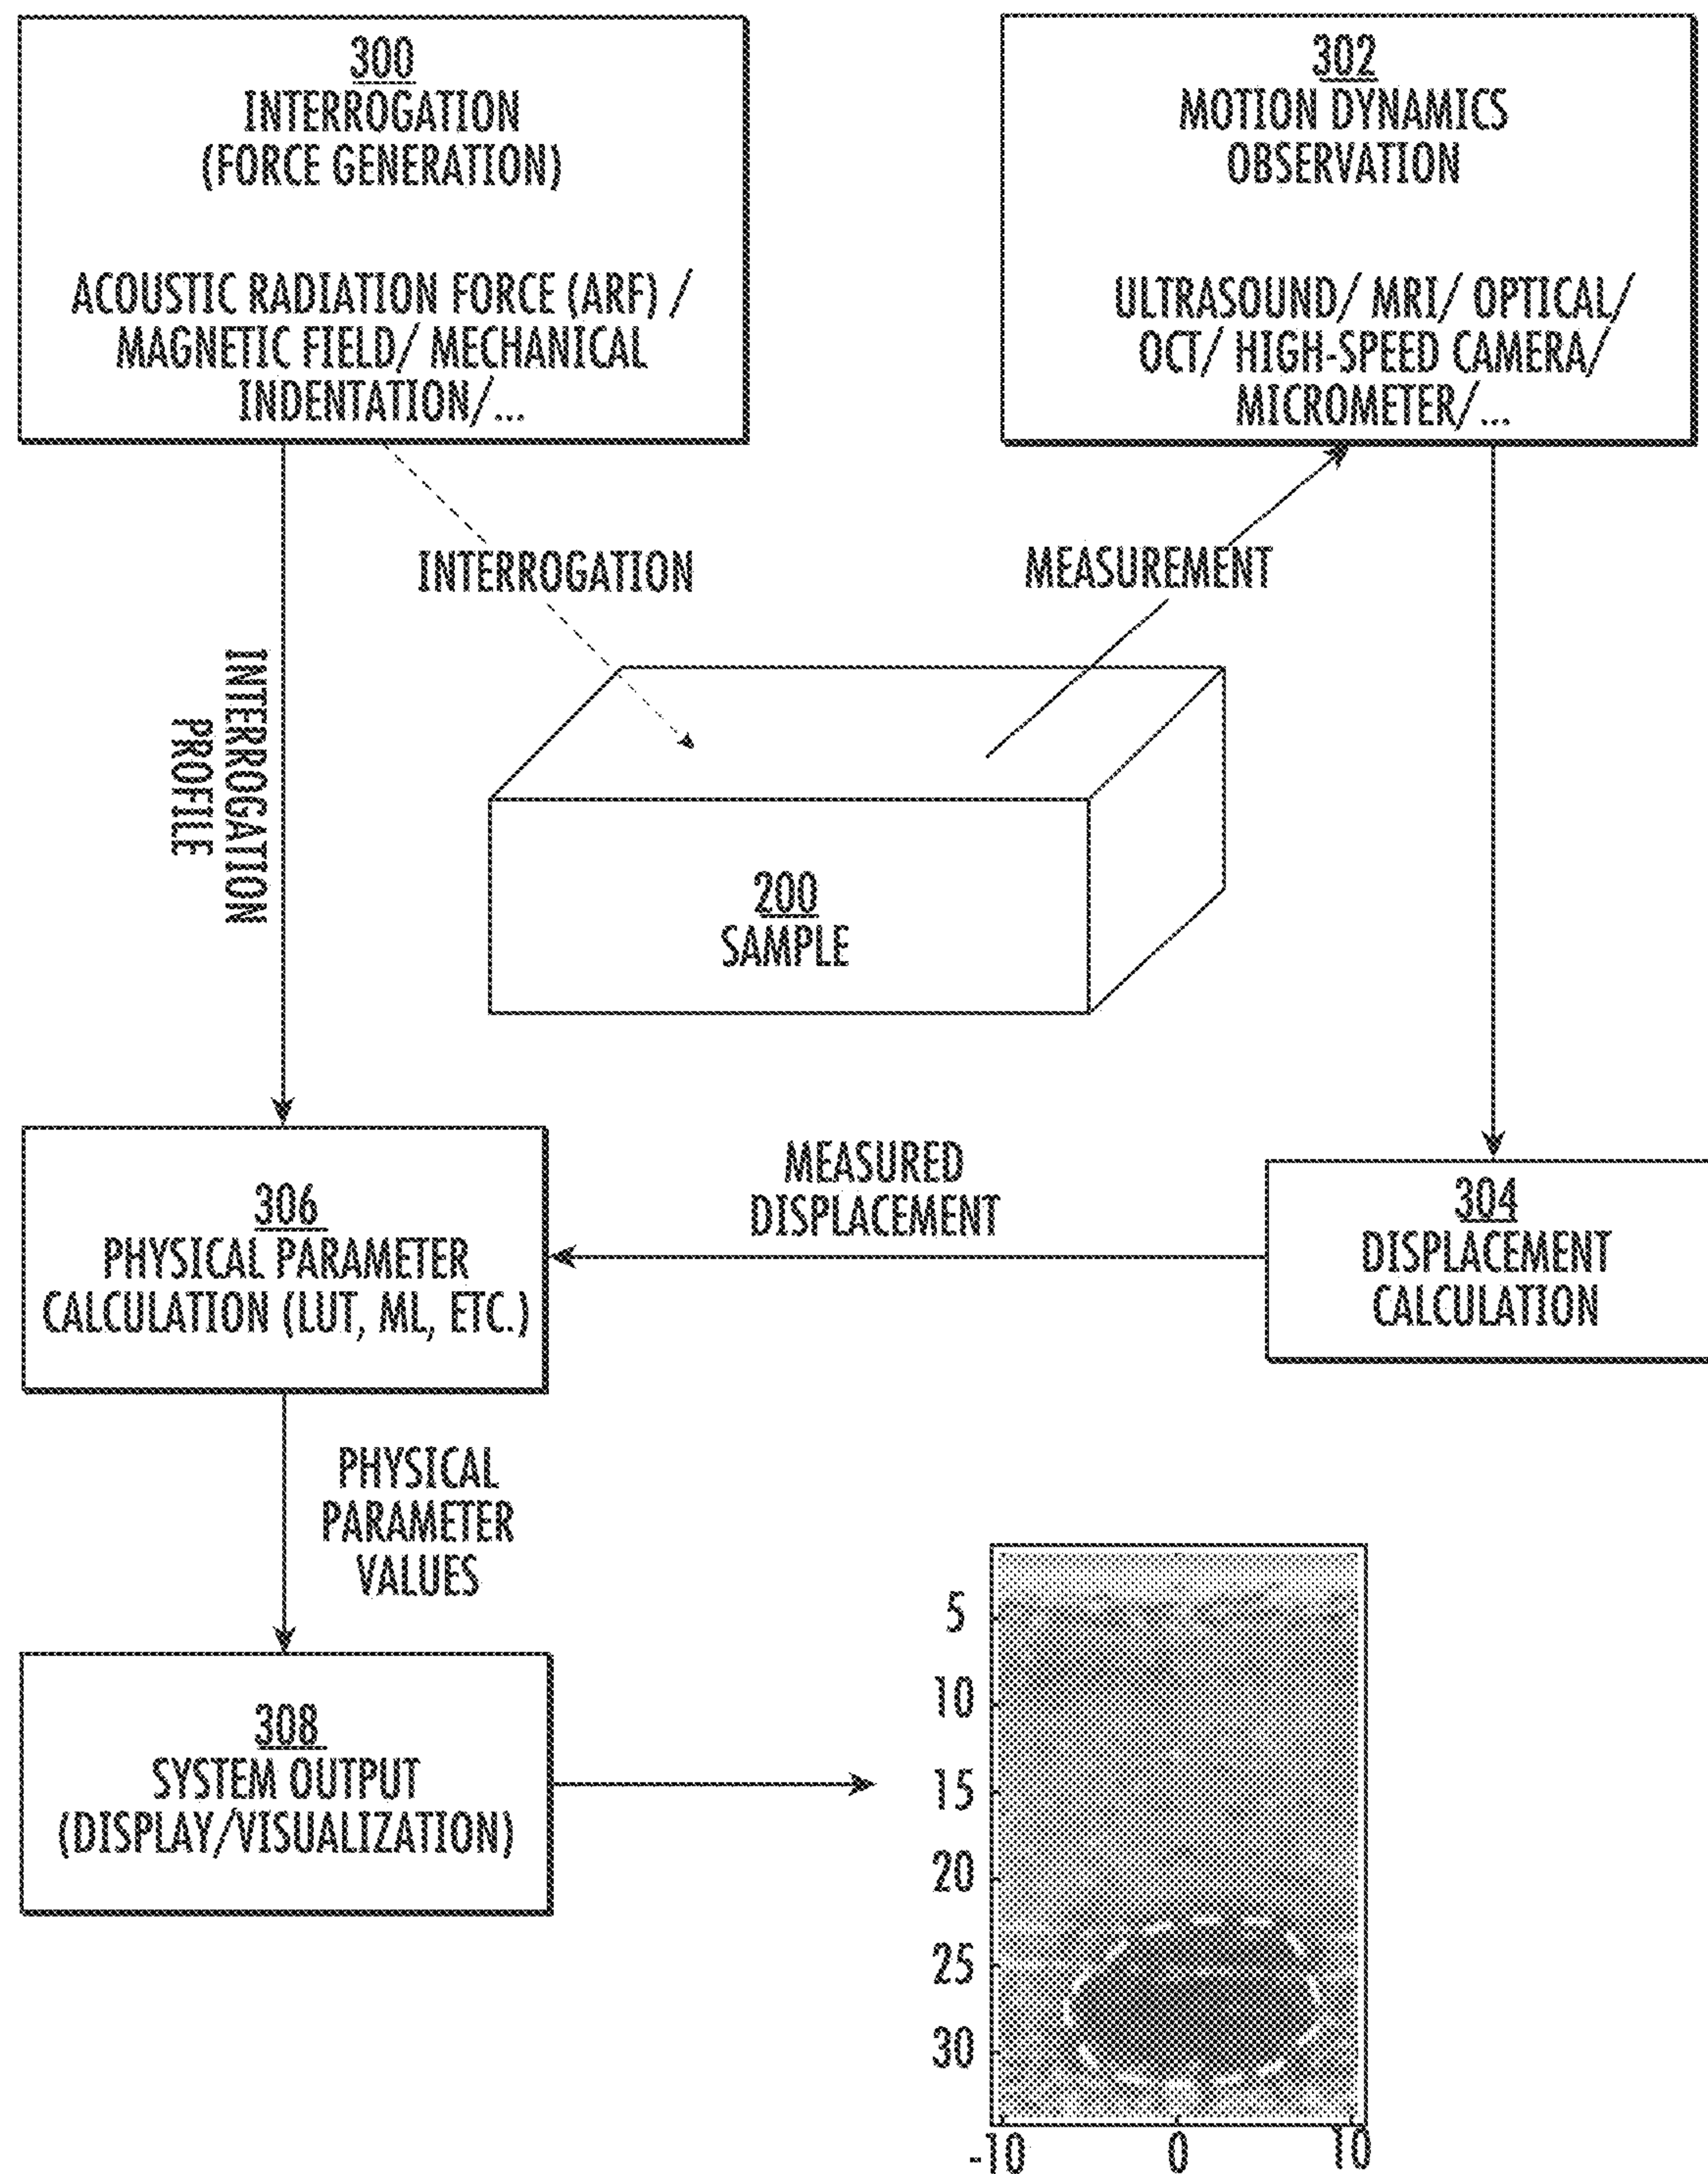 300
INTERROGATION
(FORCE GENERATION)
ACOUSTIC RADIATION FORCE (ARF) /
MAGNETIC FIELD/ MECHANICAL
INDENTATION/...
302
MOTION DYNAMICS
OBSERVATION
ULTRASOUND/ MRI/ OPTICAL/
OCT/ HIGH-SPEED CAMERA/
MICROMETER/...
INTERROGATION
MEASUREMENT
INTERROGATION
PROFILE
200
SAMPLE
306
PHYSICAL PARAMETER
CALCULATION (LUT, ML, ETC.)
MEASURED
DISPLACEMENT
304
DISPLACEMENT
CALCULATION
PHYSICAL
PARAMETER
VALUES
308
SYSTEM OUTPUT
(DISPLAY/VISUALIZATION)
5
10
15
20
25
30
-10
0
10